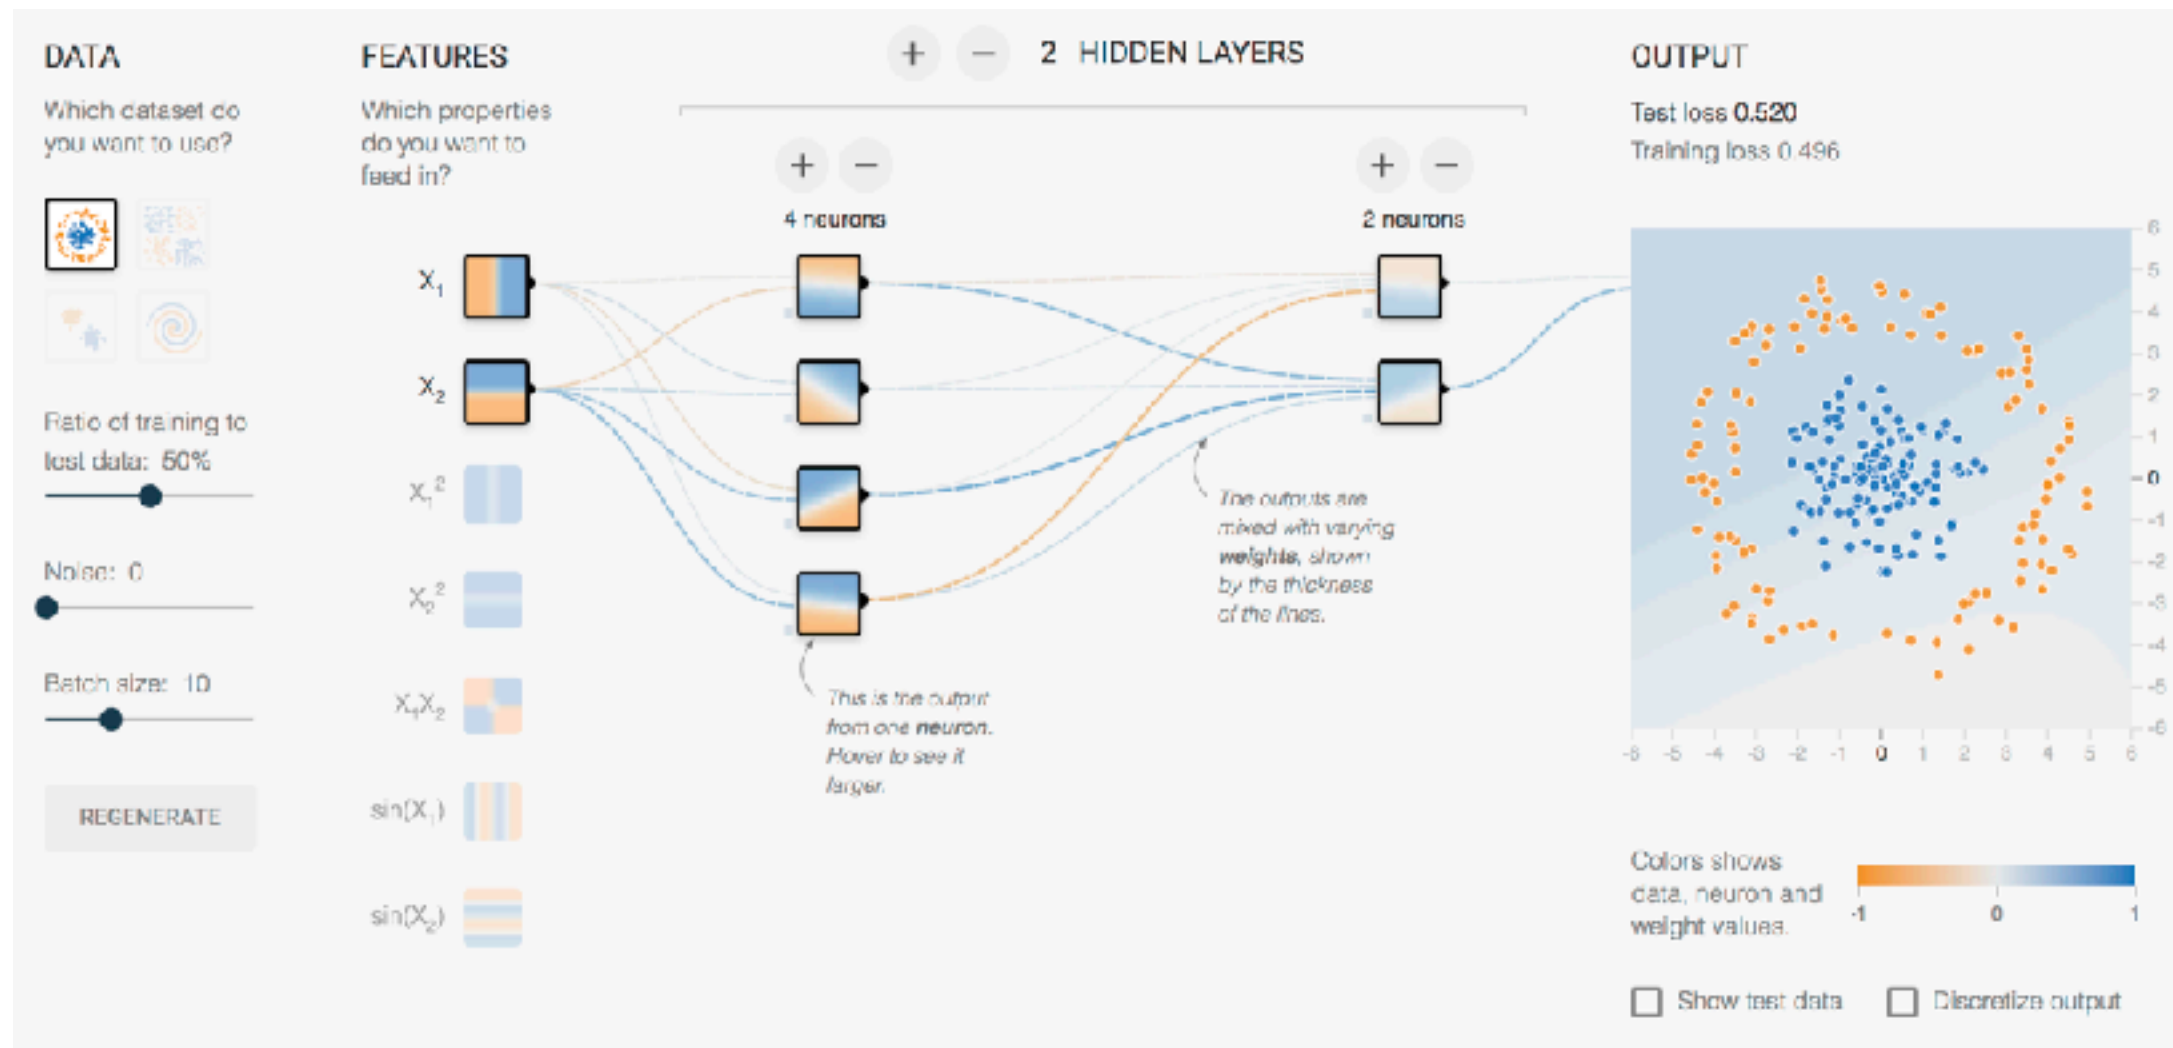 DATA
Which dataset do
you want to use?
Ratio of training to
test data: 50%
Noise: 0
Batch size: 10
REGENERATE
FEATURES
Which properties
do you want to
feed in?
X1
X2
X1²
X2²
X1X2
sin(X1)
sin(X2)
+ − 2 HIDDEN LAYERS
+ −
4 neurons
+ −
2 neurons
The outputs are
mixed with varying
weights, shown
by the thickness
of the lines.
This is the output
from one neuron.
Hover to see it
larger.
OUTPUT
Test loss 0.520
Training loss 0.496
6
5
4
3
2
1
0
-1
-2
-3
-4
-5
-6
-6 -5 -4 -3 -2 -1 0 1 2 3 4 5 6
Colors shows
data, neuron and
weight values.
-1 0 1
Show test data
Discretize output